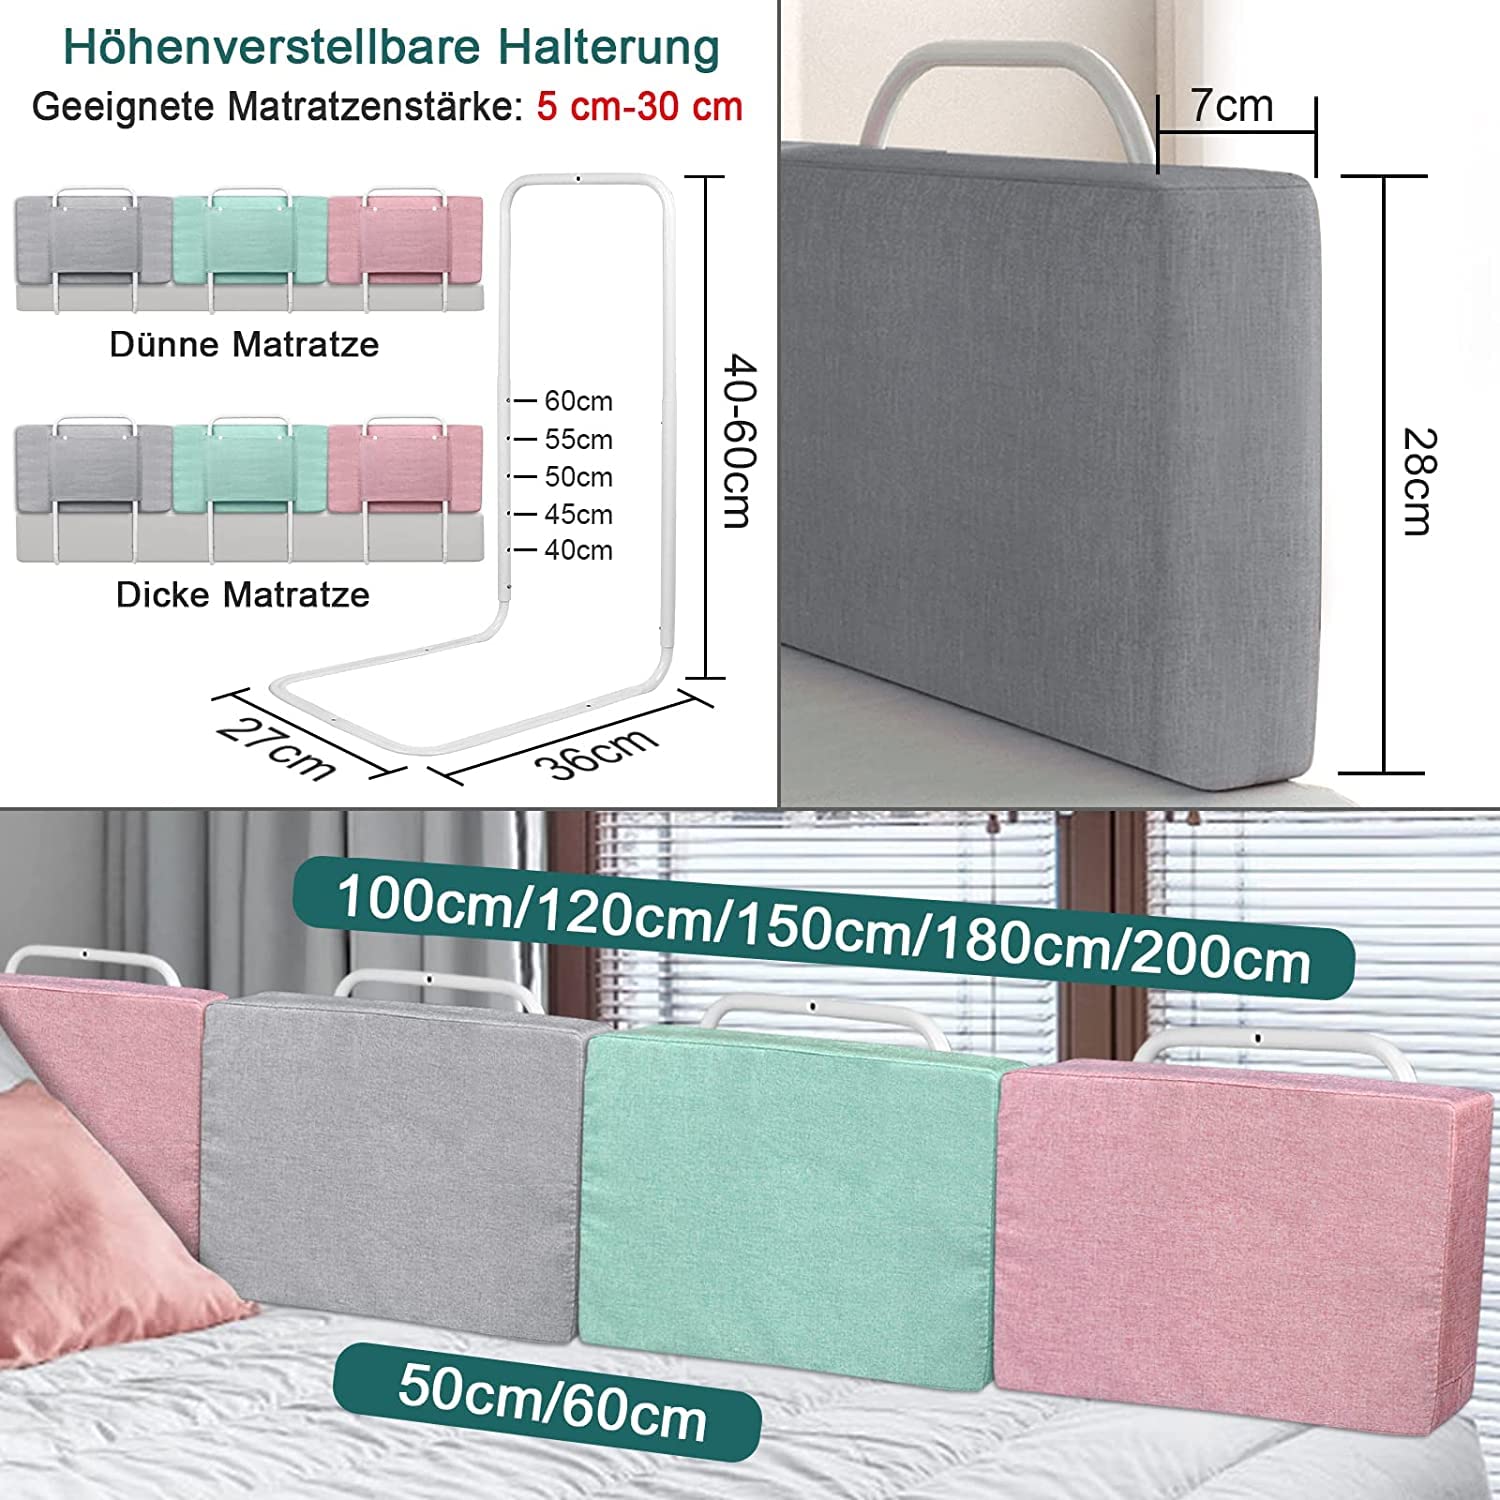 Höhenverstellbare Halterung
Geeignete Matratzenstärke: 5 cm-30 cm
Dünne Matratze
Dicke Matratze
60cm
55cm
50cm
45cm
40cm
40-60cm
27cm
36cm
7cm
28cm
100cm/120cm/150cm/180cm/200cm
50cm/60cm